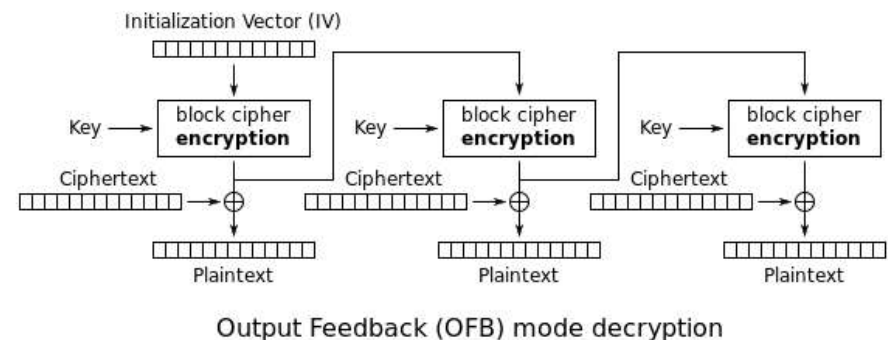 Initialization Vector (IV)
block cipher
encryption
Key
Ciphertext
Plaintext
block cipher
encryption
Key
Ciphertext
Plaintext
block cipher
encryption
Key
Ciphertext
Plaintext
Output Feedback (OFB) mode decryption